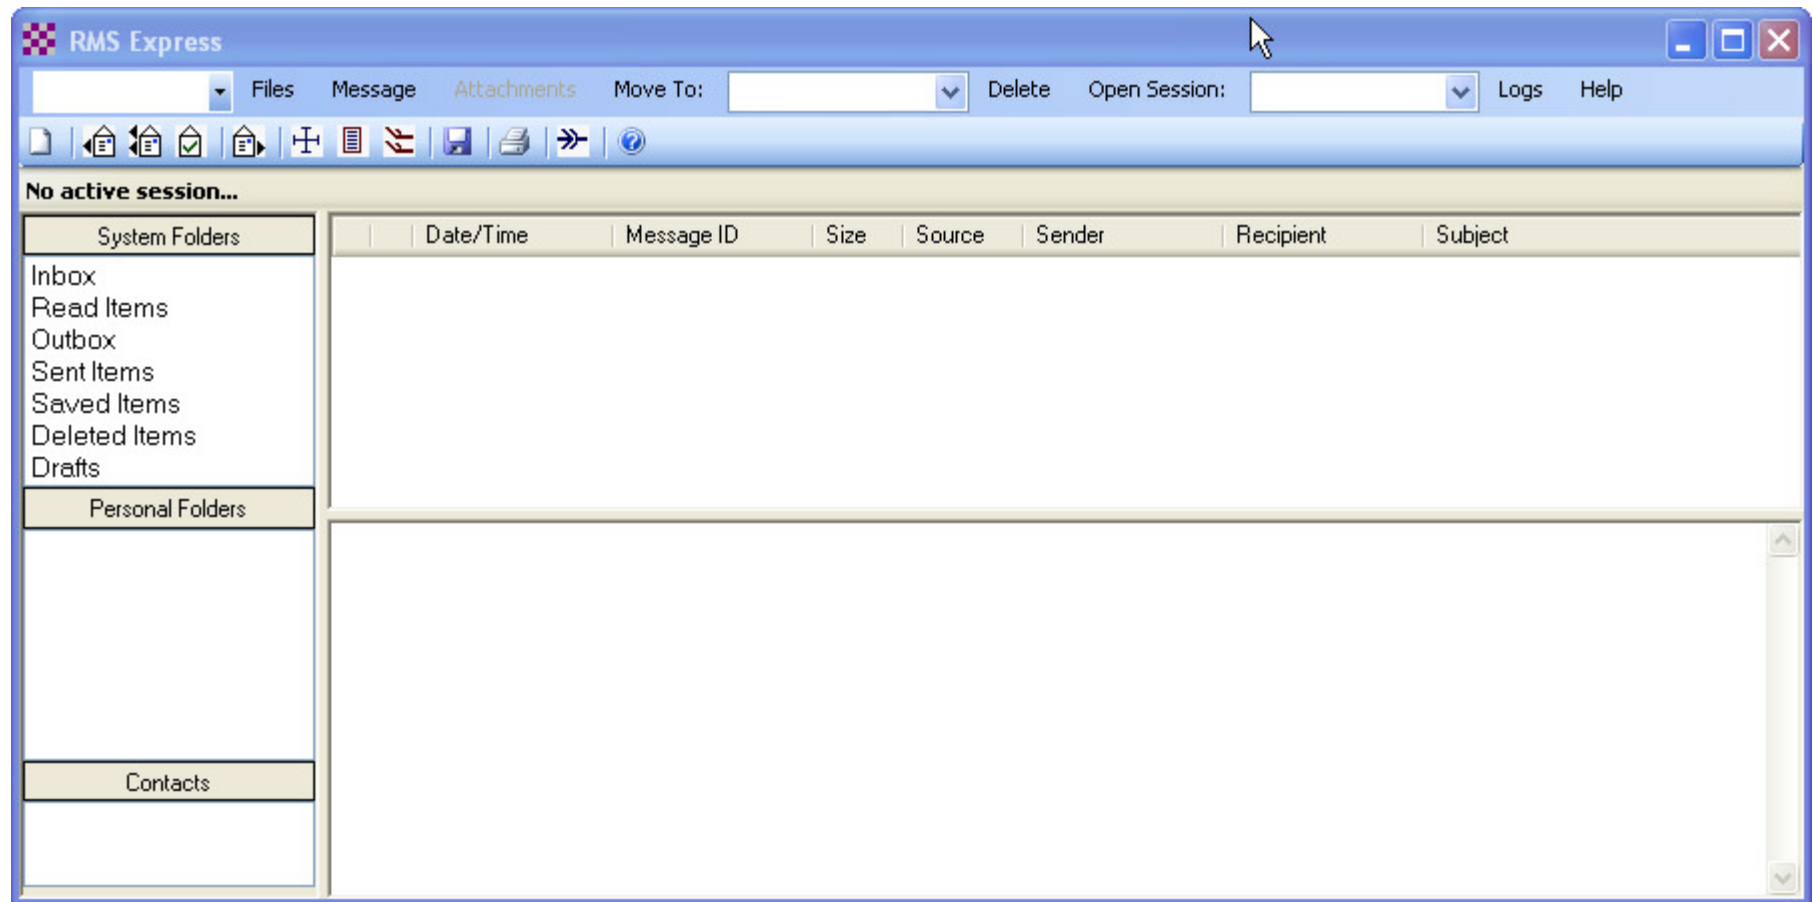 RMS Express
Files Message Attachments Move To: Delete Open Session: Logs Help
No active session...
System Folders
Inbox
Read Items
Outbox
Sent Items
Saved Items
Deleted Items
Drafts
Personal Folders
Contacts
Date/Time Message ID Size Source Sender Recipient Subject